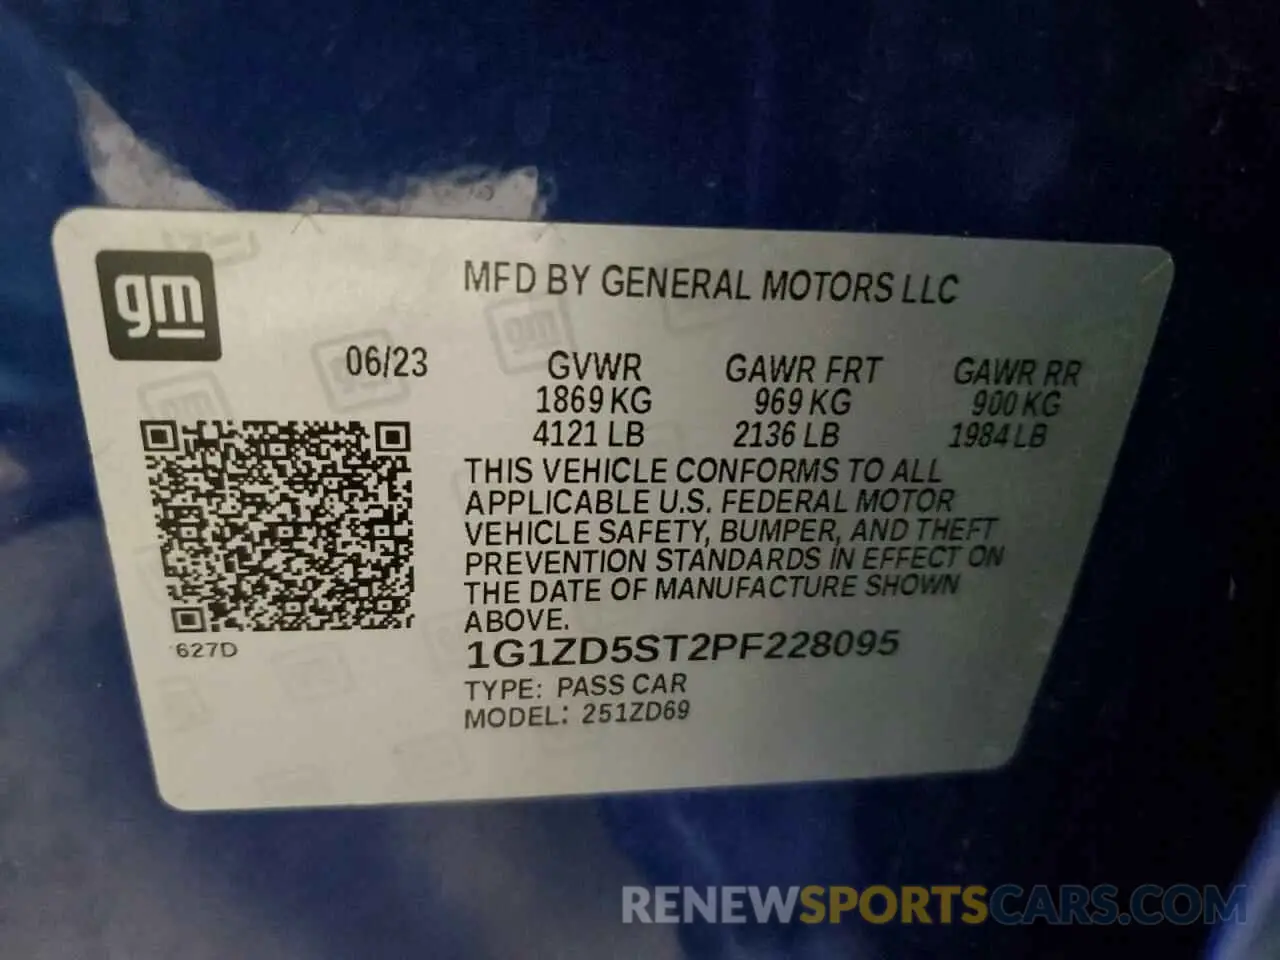 gm
MFD BY GENERAL MOTORS LLC
06/23 GVWR GAWR FRT GAWR RR
1869 KG 969 KG 900 KG
4121 LB 2136 LB 1984 LB
THIS VEHICLE CONFORMS TO ALL
APPLICABLE U.S. FEDERAL MOTOR
VEHICLE SAFETY, BUMPER, AND THEFT
PREVENTION STANDARDS IN EFFECT ON
THE DATE OF MANUFACTURE SHOWN
ABOVE.
627D
1G1ZD5ST2PF228095
TYPE: PASS CAR
MODEL: 251ZD69
RENEWSPORTSCARS.COM